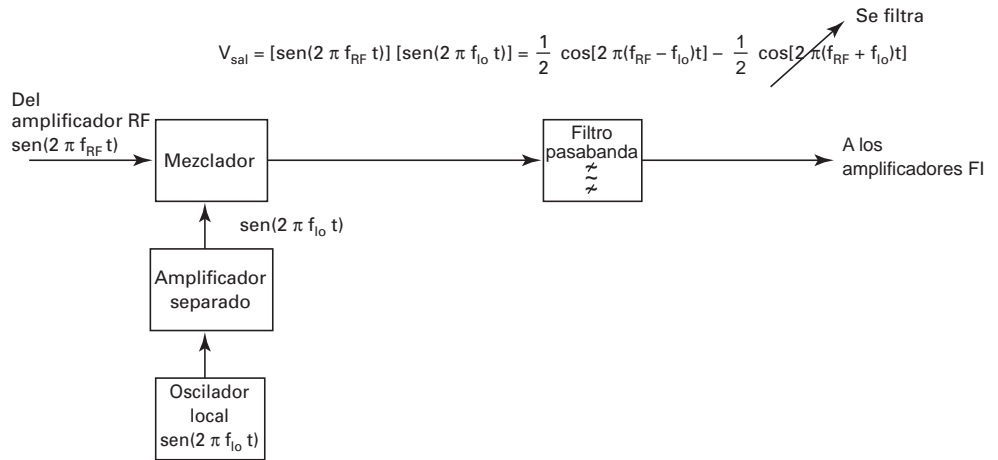 Se filtra
V_sal = [sen(2 π f_RF t)] [sen(2 π f_lo t)] = 1/2 cos[2 π(f_RF – f_lo)t] – 1/2 cos[2 π(f_RF + f_lo)t]
Del
amplificador RF
sen(2 π f_RF t)
Mezclador
Filtro
pasabanda
A los
amplificadores FI
sen(2 π f_lo t)
Amplificador
separado
Oscilador
local
sen(2 π f_lo t)